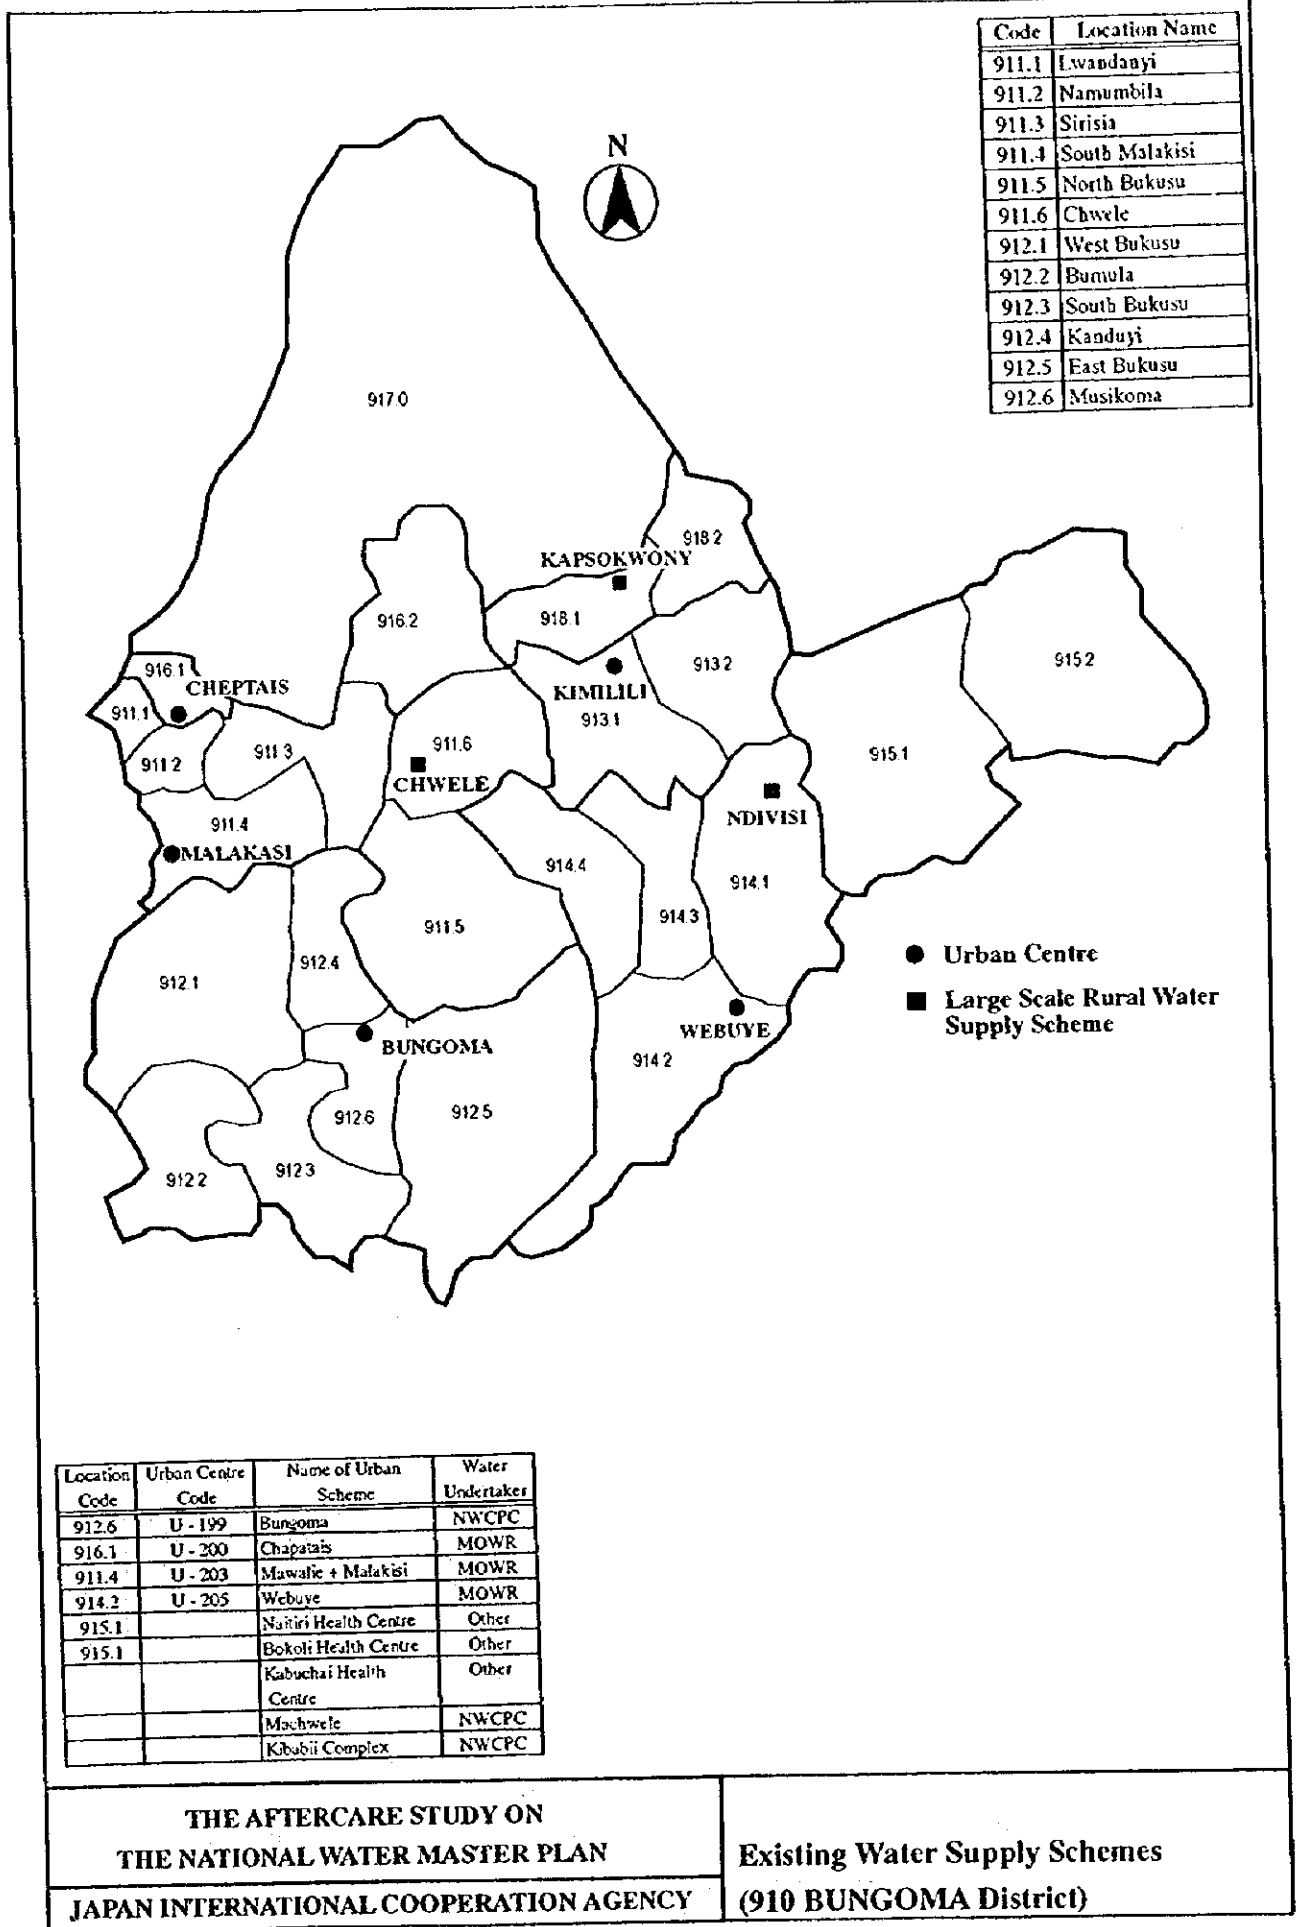 Code Location Name
911.1 Lwandanyi
911.2 Namumbila
911.3 Sirisia
911.4 South Malakisi
911.5 North Bukusu
911.6 Chwele
912.1 West Bukusu
912.2 Bumula
912.3 South Bukusu
912.4 Kanduyi
912.5 East Bukusu
912.6 Musikoma
N
917.0
918.2
KAPSOKWONY
916.2
918.1
916.1
CHEPTAIS
KIMILILI
913.2
915.2
911.1
913.1
911.2
911.3
911.6
915.1
CHWELE
NDIVISI
911.4
MALAKASI
914.4
914.1
914.3
911.5
912.4
912.1
Urban Centre
Large Scale Rural Water
Supply Scheme
WEBUYE
BUNGOMA
914.2
912.6
912.5
912.3
912.2
Location Urban Centre Name of Urban Water
Code Code Scheme Undertaker
912.6 U - 199 Bungoma NWCPC
916.1 U - 200 Chapatais MOWR
911.4 U - 203 Mawalie + Malakisi MOWR
914.2 U - 205 Webuye MOWR
915.1 Naitiri Health Centre Other
915.1 Bokoli Health Centre Other
Kabuchai Health Other
Centre
Machwele NWCPC
Kibabii Complex NWCPC
THE AFTERCARE STUDY ON
THE NATIONAL WATER MASTER PLAN
JAPAN INTERNATIONAL COOPERATION AGENCY
Existing Water Supply Schemes
(910 BUNGOMA District)